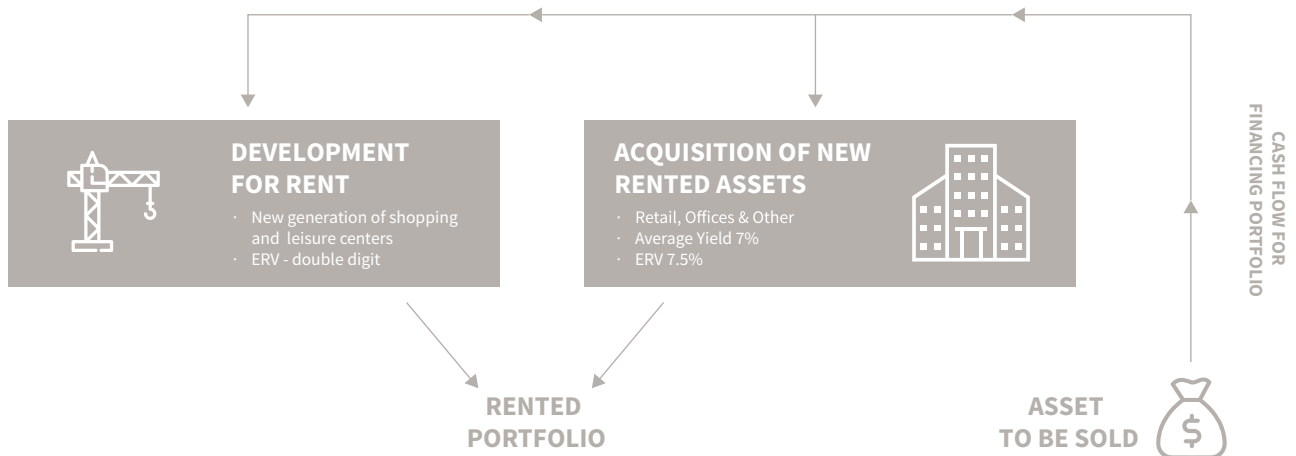 DEVELOPMENT
FOR RENT
· New generation of shopping
and leisure centers
· ERV - double digit
ACQUISITION OF NEW
RENTED ASSETS
· Retail, Offices & Other
· Average Yield 7%
· ERV 7.5%
CASH FLOW FOR
FINANCING PORTFOLIO
RENTED
PORTFOLIO
ASSET
TO BE SOLD
$